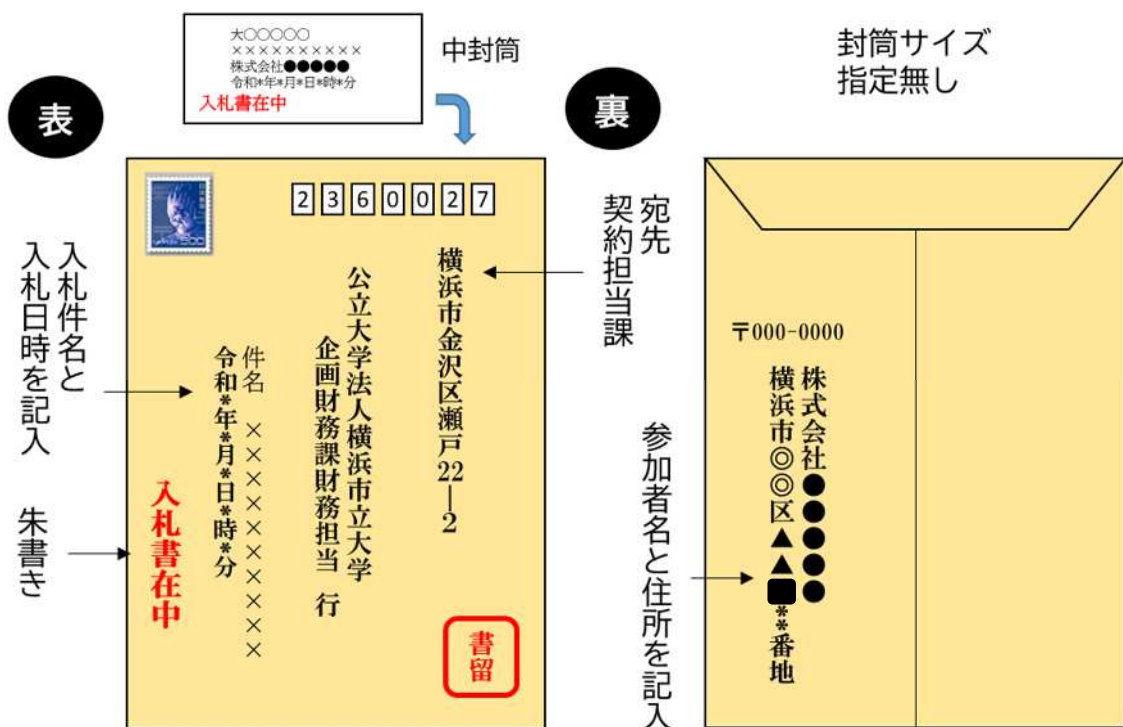 大○○○○○
××××××××××
株式会社●●●●●
令和*年*月*日*時*分
入札書在中
中封筒
封筒サイズ
指定無し
表
裏
500
2360027
横浜市金沢区瀬戸22―2
公立大学法人横浜市立大学
企画財務課財務担当 行
件名 ××××××××××
令和*年*月*日*時*分
入札書在中
書留
入札件名と
入札日時を記入
朱書き
宛先
契約担当課
〒000-0000
株式会社●●●●●
横浜市◎◎区▲▲■**番地
参加者名と住所を記入